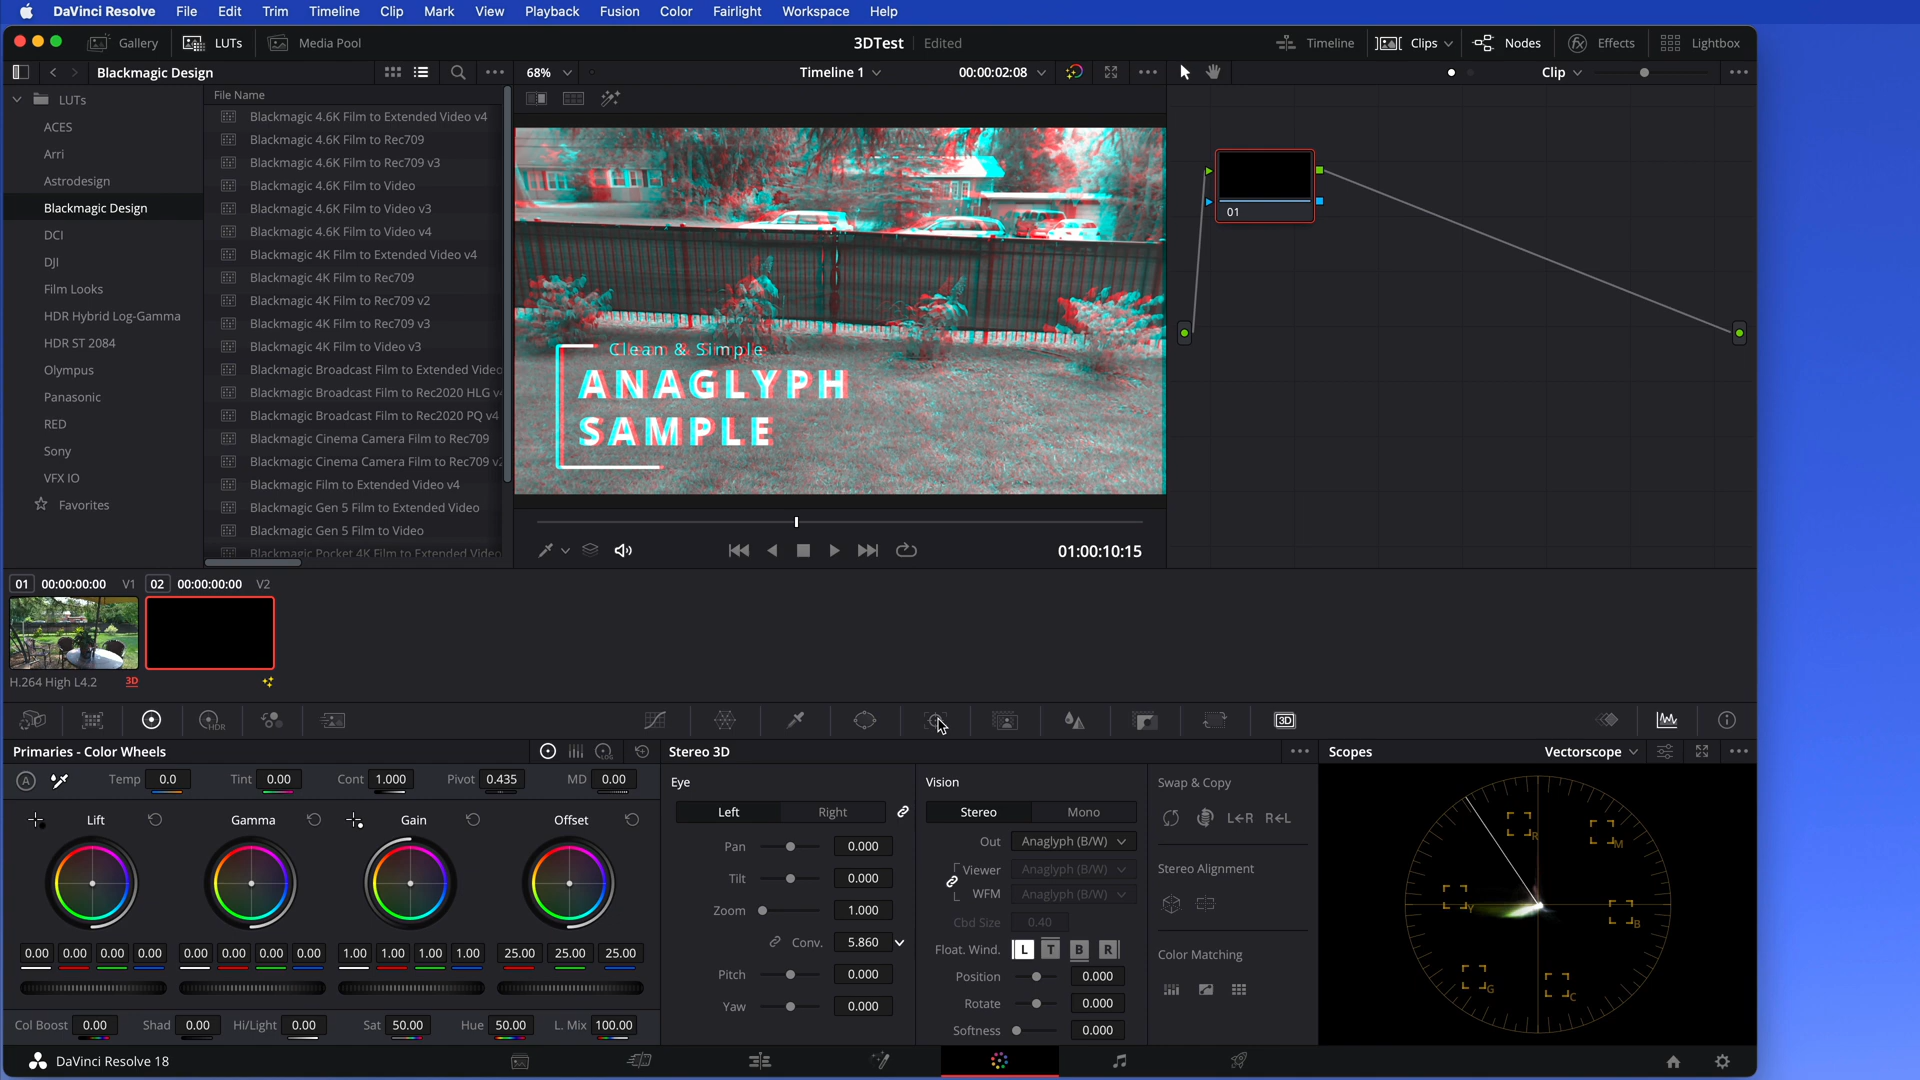 DaVinci Resolve File Edit Trim Timeline Clip Mark View Playback Fusion Color Fairlight Workspace Help
Gallery LUTs Media Pool 3DTest Edited Timeline Clips Nodes Effects Lightbox
Blackmagic Design 68% Timeline 1 00:00:02:08 Clip
LUTs
ACES
Arri
Astrodesign
Blackmagic Design
DCI
DJI
Film Looks
HDR Hybrid Log-Gamma
HDR ST 2084
Olympus
Panasonic
RED
Sony
VFX IO
Favorites
File Name
Blackmagic 4.6K Film to Extended Video v4
Blackmagic 4.6K Film to Rec709
Blackmagic 4.6K Film to Rec709 v3
Blackmagic 4.6K Film to Video
Blackmagic 4.6K Film to Video v3
Blackmagic 4.6K Film to Video v4
Blackmagic 4K Film to Extended Video v4
Blackmagic 4K Film to Rec709
Blackmagic 4K Film to Rec709 v2
Blackmagic 4K Film to Rec709 v3
Blackmagic 4K Film to Video v3
Blackmagic Broadcast Film to Extended Video
Blackmagic Broadcast Film to Rec2020 HLG v
Blackmagic Broadcast Film to Rec2020 PQ v4
Blackmagic Cinema Camera Film to Rec709
Blackmagic Cinema Camera Film to Rec709 v2
Blackmagic Film to Extended Video v4
Blackmagic Gen 5 Film to Extended Video
Blackmagic Gen 5 Film to Video
Blackmagic Pocket 4K Film to Extended Video
Clean & Simple
ANAGLYPH
SAMPLE
01:00:10:15
01
01 00:00:00:00 V1 02 00:00:00:00 V2
H.264 High L4.2 3D
HDR 3D
Primaries - Color Wheels
LOG
A Temp 0.0 Tint 0.00 Cont 1.000 Pivot 0.435 MD 0.00
Lift Gamma Gain Offset
0.00 0.00 0.00 0.00 0.00 0.00 0.00 0.00 1.00 1.00 1.00 1.00 25.00 25.00 25.00
Col Boost 0.00 Shad 0.00 Hi/Light 0.00 Sat 50.00 Hue 50.00 L. Mix 100.00
Stereo 3D
Eye
Left Right
Pan 0.000
Tilt 0.000
Zoom 1.000
Conv. 5.860
Pitch 0.000
Yaw 0.000
Vision
Stereo Mono
Out Anaglyph (B/W)
Viewer Anaglyph (B/W)
WFM Anaglyph (B/W)
Cbd Size 0.40
Float. Wind. L T B R
Position 0.000
Rotate 0.000
Softness 0.000
Swap & Copy
L←R R←L
Stereo Alignment
Color Matching
Scopes Vectorscope
R
M
Y
B
G
C
DaVinci Resolve 18